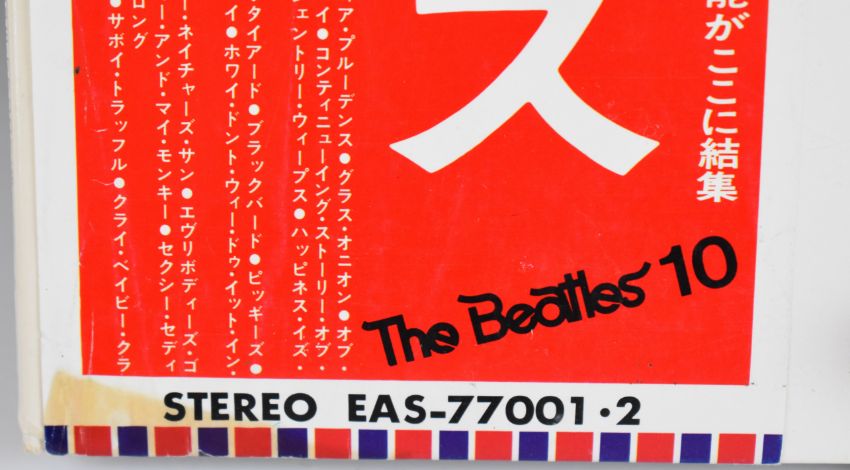 能がここに結集
ス
ィア・プルーデンス●グラス・オニオン●オブ・
イ●コンティニューイング・ストーリー・オブ・
ジェントリー・ウィープス●ハッピネス・イズ・
・タイアード●ブラックバード●ピッギーズ●
イ●ホワイ・ドント・ウィー・ドゥ・イット・イン・
ー・ネイチャーズ・サン●エヴリボディーズ・ゴ
ー・アンド・マイ・モンキー●セクシー・セディ
ロング
●サボイ・トラッフル●クライ・ベイビー・クラ
The Beatles 10
STEREO EAS-77001・2